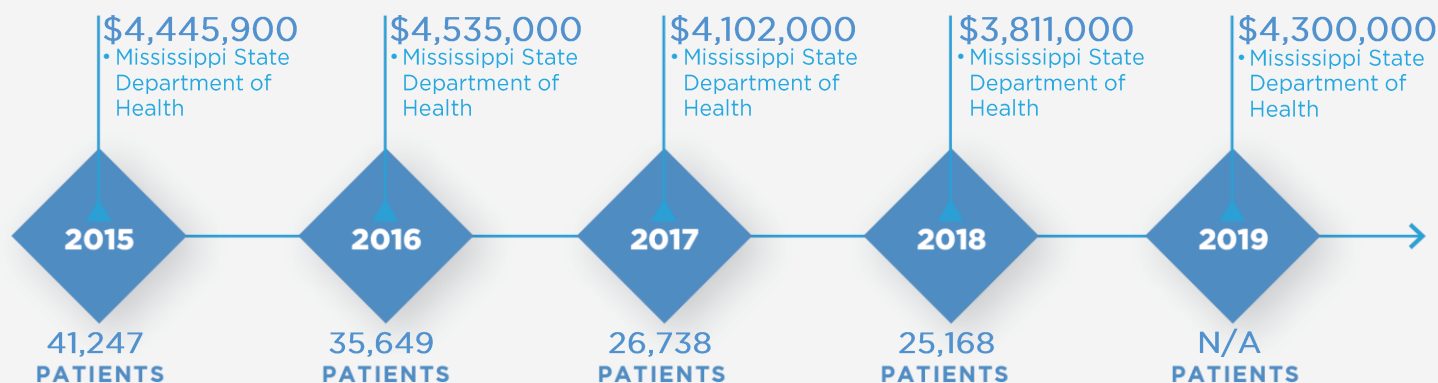 $4,445,900
• Mississippi State
Department of
Health
$4,535,000
• Mississippi State
Department of
Health
$4,102,000
• Mississippi State
Department of
Health
$3,811,000
• Mississippi State
Department of
Health
$4,300,000
• Mississippi State
Department of
Health
2015
2016
2017
2018
2019
41,247
PATIENTS
35,649
PATIENTS
26,738
PATIENTS
25,168
PATIENTS
N/A
PATIENTS